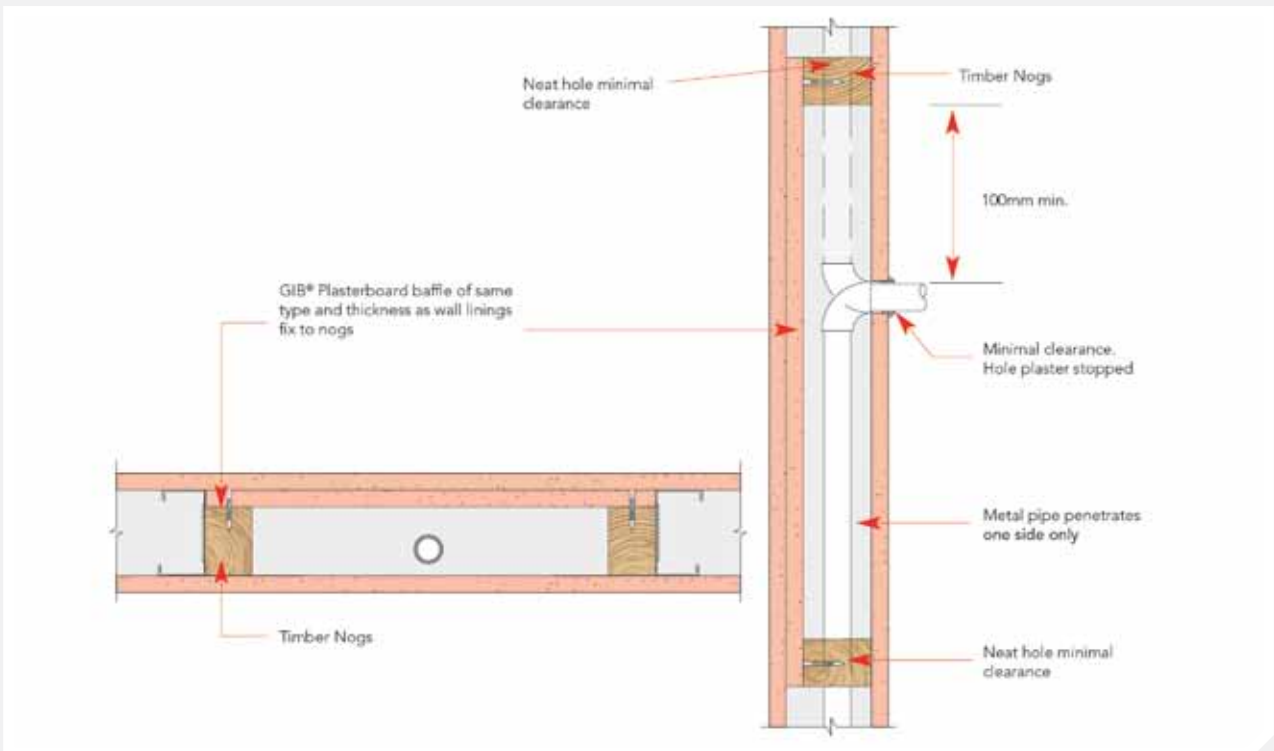 Neat hole minimal
clearance
Timber Nogs
100mm min.
GIB® Plasterboard baffle of same
type and thickness as wall linings
fix to nogs
Minimal clearance.
Hole plaster stopped
Metal pipe penetrates
one side only
Timber Nogs
Neat hole minimal
clearance